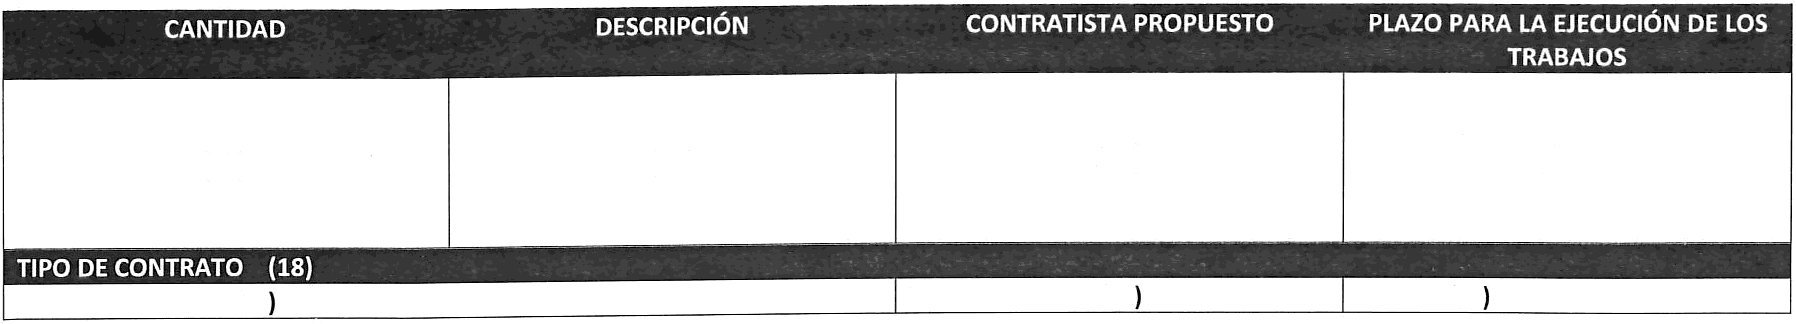 CANTIDAD DESCRIPCIÓN CONTRATISTA PROPUESTO PLAZO PARA LA EJECUCIÓN DE LOS
TRABAJOS
TIPO DE CONTRATO (18)
) ) )